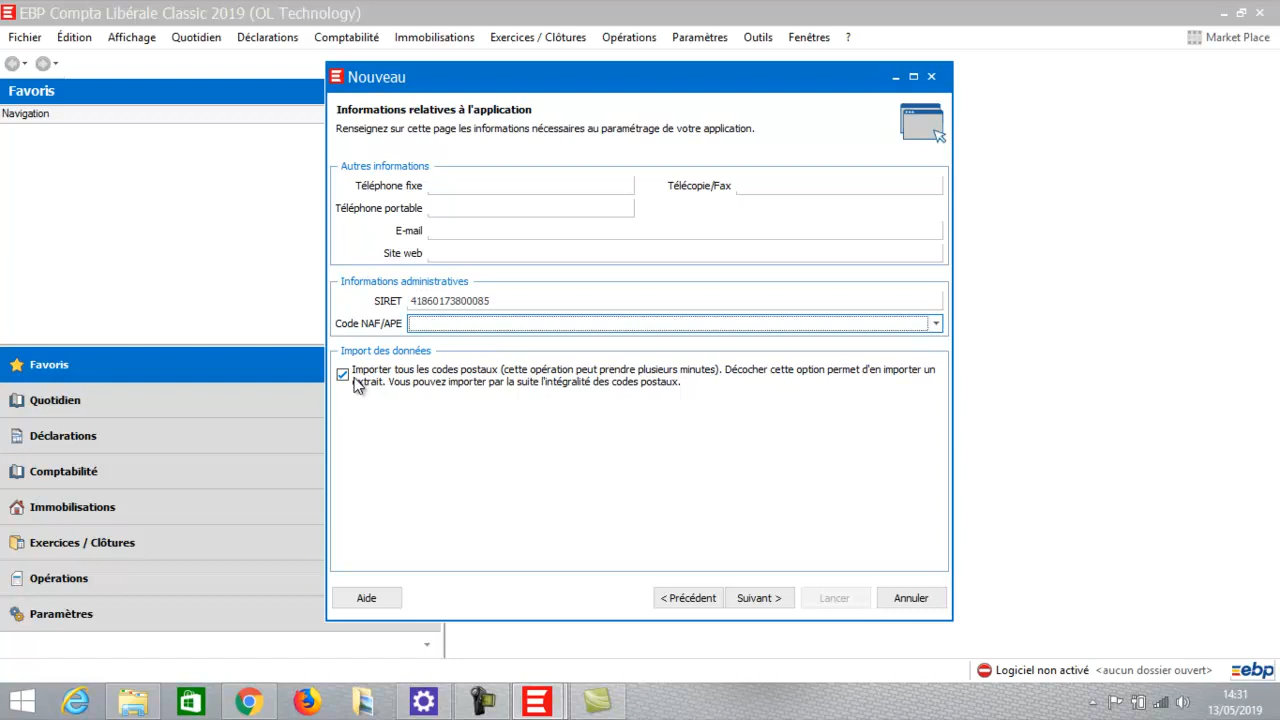 EBP Compta Libérale Classic 2019 (OL Technology)
Fichier Édition Affichage Quotidien Déclarations Comptabilité Immobilisations Exercices / Clôtures Opérations Paramètres Outils Fenêtres ? Market Place
Favoris
Navigation
Nouveau
Informations relatives à l'application
Renseignez sur cette page les informations nécessaires au paramétrage de votre application.
Autres informations
Téléphone fixe Télécopie/Fax
Téléphone portable
E-mail
Site web
Informations administratives
SIRET 41860173800085
Code NAF/APE
Import des données
Importer tous les codes postaux (cette opération peut prendre plusieurs minutes). Décocher cette option permet d'en importer un
extrait. Vous pouvez importer par la suite l'intégralité des codes postaux.
Favoris
Quotidien
Déclarations
Comptabilité
Immobilisations
Exercices / Clôtures
Opérations
Paramètres
Aide < Précédent Suivant > Lancer Annuler
Logiciel non activé <aucun dossier ouvert> ebp
14:31
13/05/2019